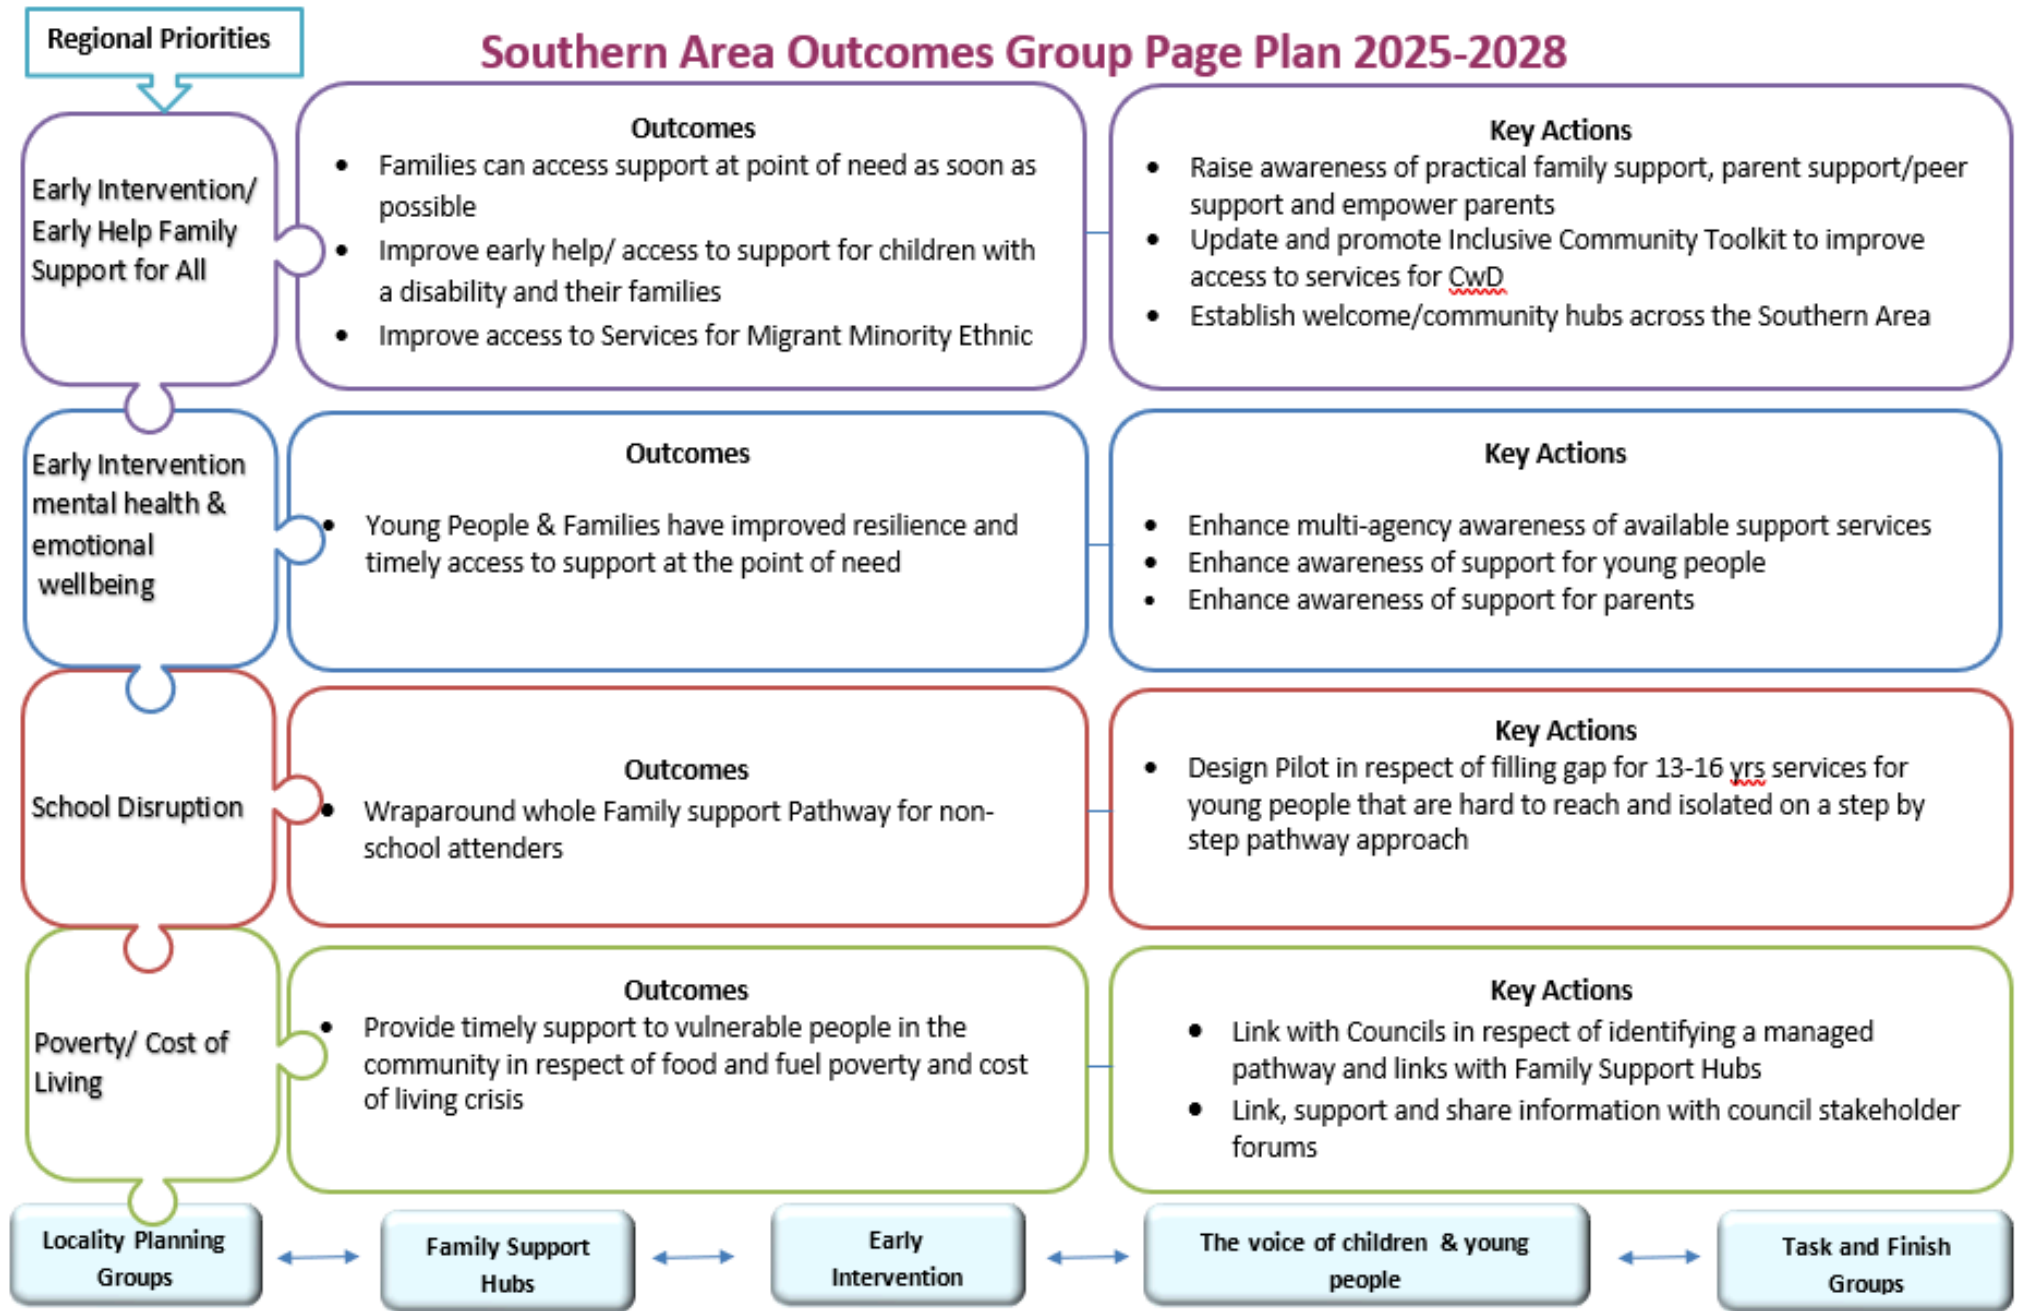 Regional Priorities
Southern Area Outcomes Group Page Plan 2025-2028
Early Intervention/
Early Help Family
Support for All
Outcomes
• Families can access support at point of need as soon as
possible
• Improve early help/ access to support for children with
a disability and their families
• Improve access to Services for Migrant Minority Ethnic
Key Actions
• Raise awareness of practical family support, parent support/peer
support and empower parents
• Update and promote Inclusive Community Toolkit to improve
access to services for CwD
• Establish welcome/community hubs across the Southern Area
Early Intervention
mental health &
emotional
wellbeing
Outcomes
• Young People & Families have improved resilience and
timely access to support at the point of need
Key Actions
• Enhance multi-agency awareness of available support services
• Enhance awareness of support for young people
• Enhance awareness of support for parents
School Disruption
Outcomes
• Wraparound whole Family support Pathway for non-
school attenders
Key Actions
• Design Pilot in respect of filling gap for 13-16 yrs services for
young people that are hard to reach and isolated on a step by
step pathway approach
Poverty/ Cost of
Living
Outcomes
• Provide timely support to vulnerable people in the
community in respect of food and fuel poverty and cost
of living crisis
Key Actions
• Link with Councils in respect of identifying a managed
pathway and links with Family Support Hubs
• Link, support and share information with council stakeholder
forums
Locality Planning
Groups
Family Support
Hubs
Early
Intervention
The voice of children & young
people
Task and Finish
Groups